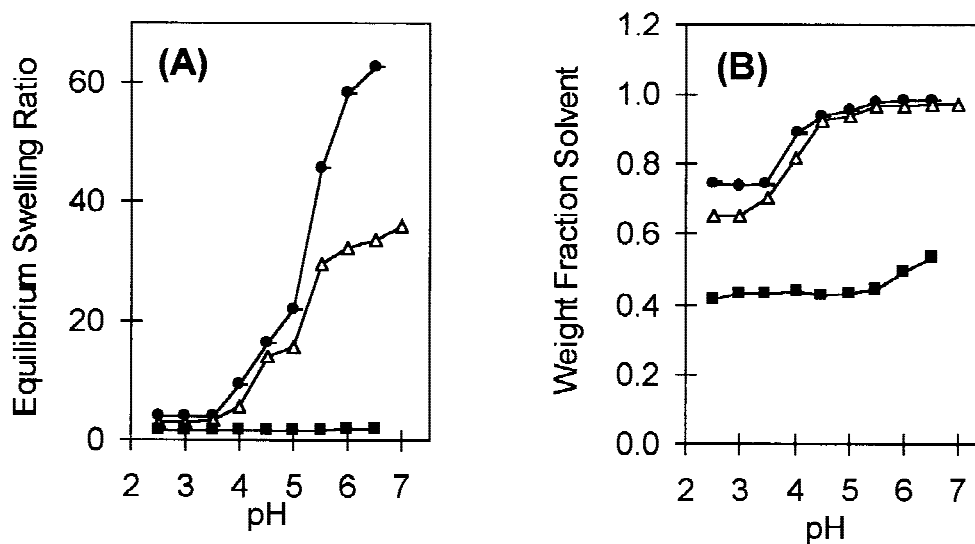 (A)
Equilibrium Swelling Ratio
60
40
20
0
2 3 4 5 6 7
pH
(B)
Weight Fraction Solvent
1.2
1.0
0.8
0.6
0.4
0.2
0.0
2 3 4 5 6 7
pH